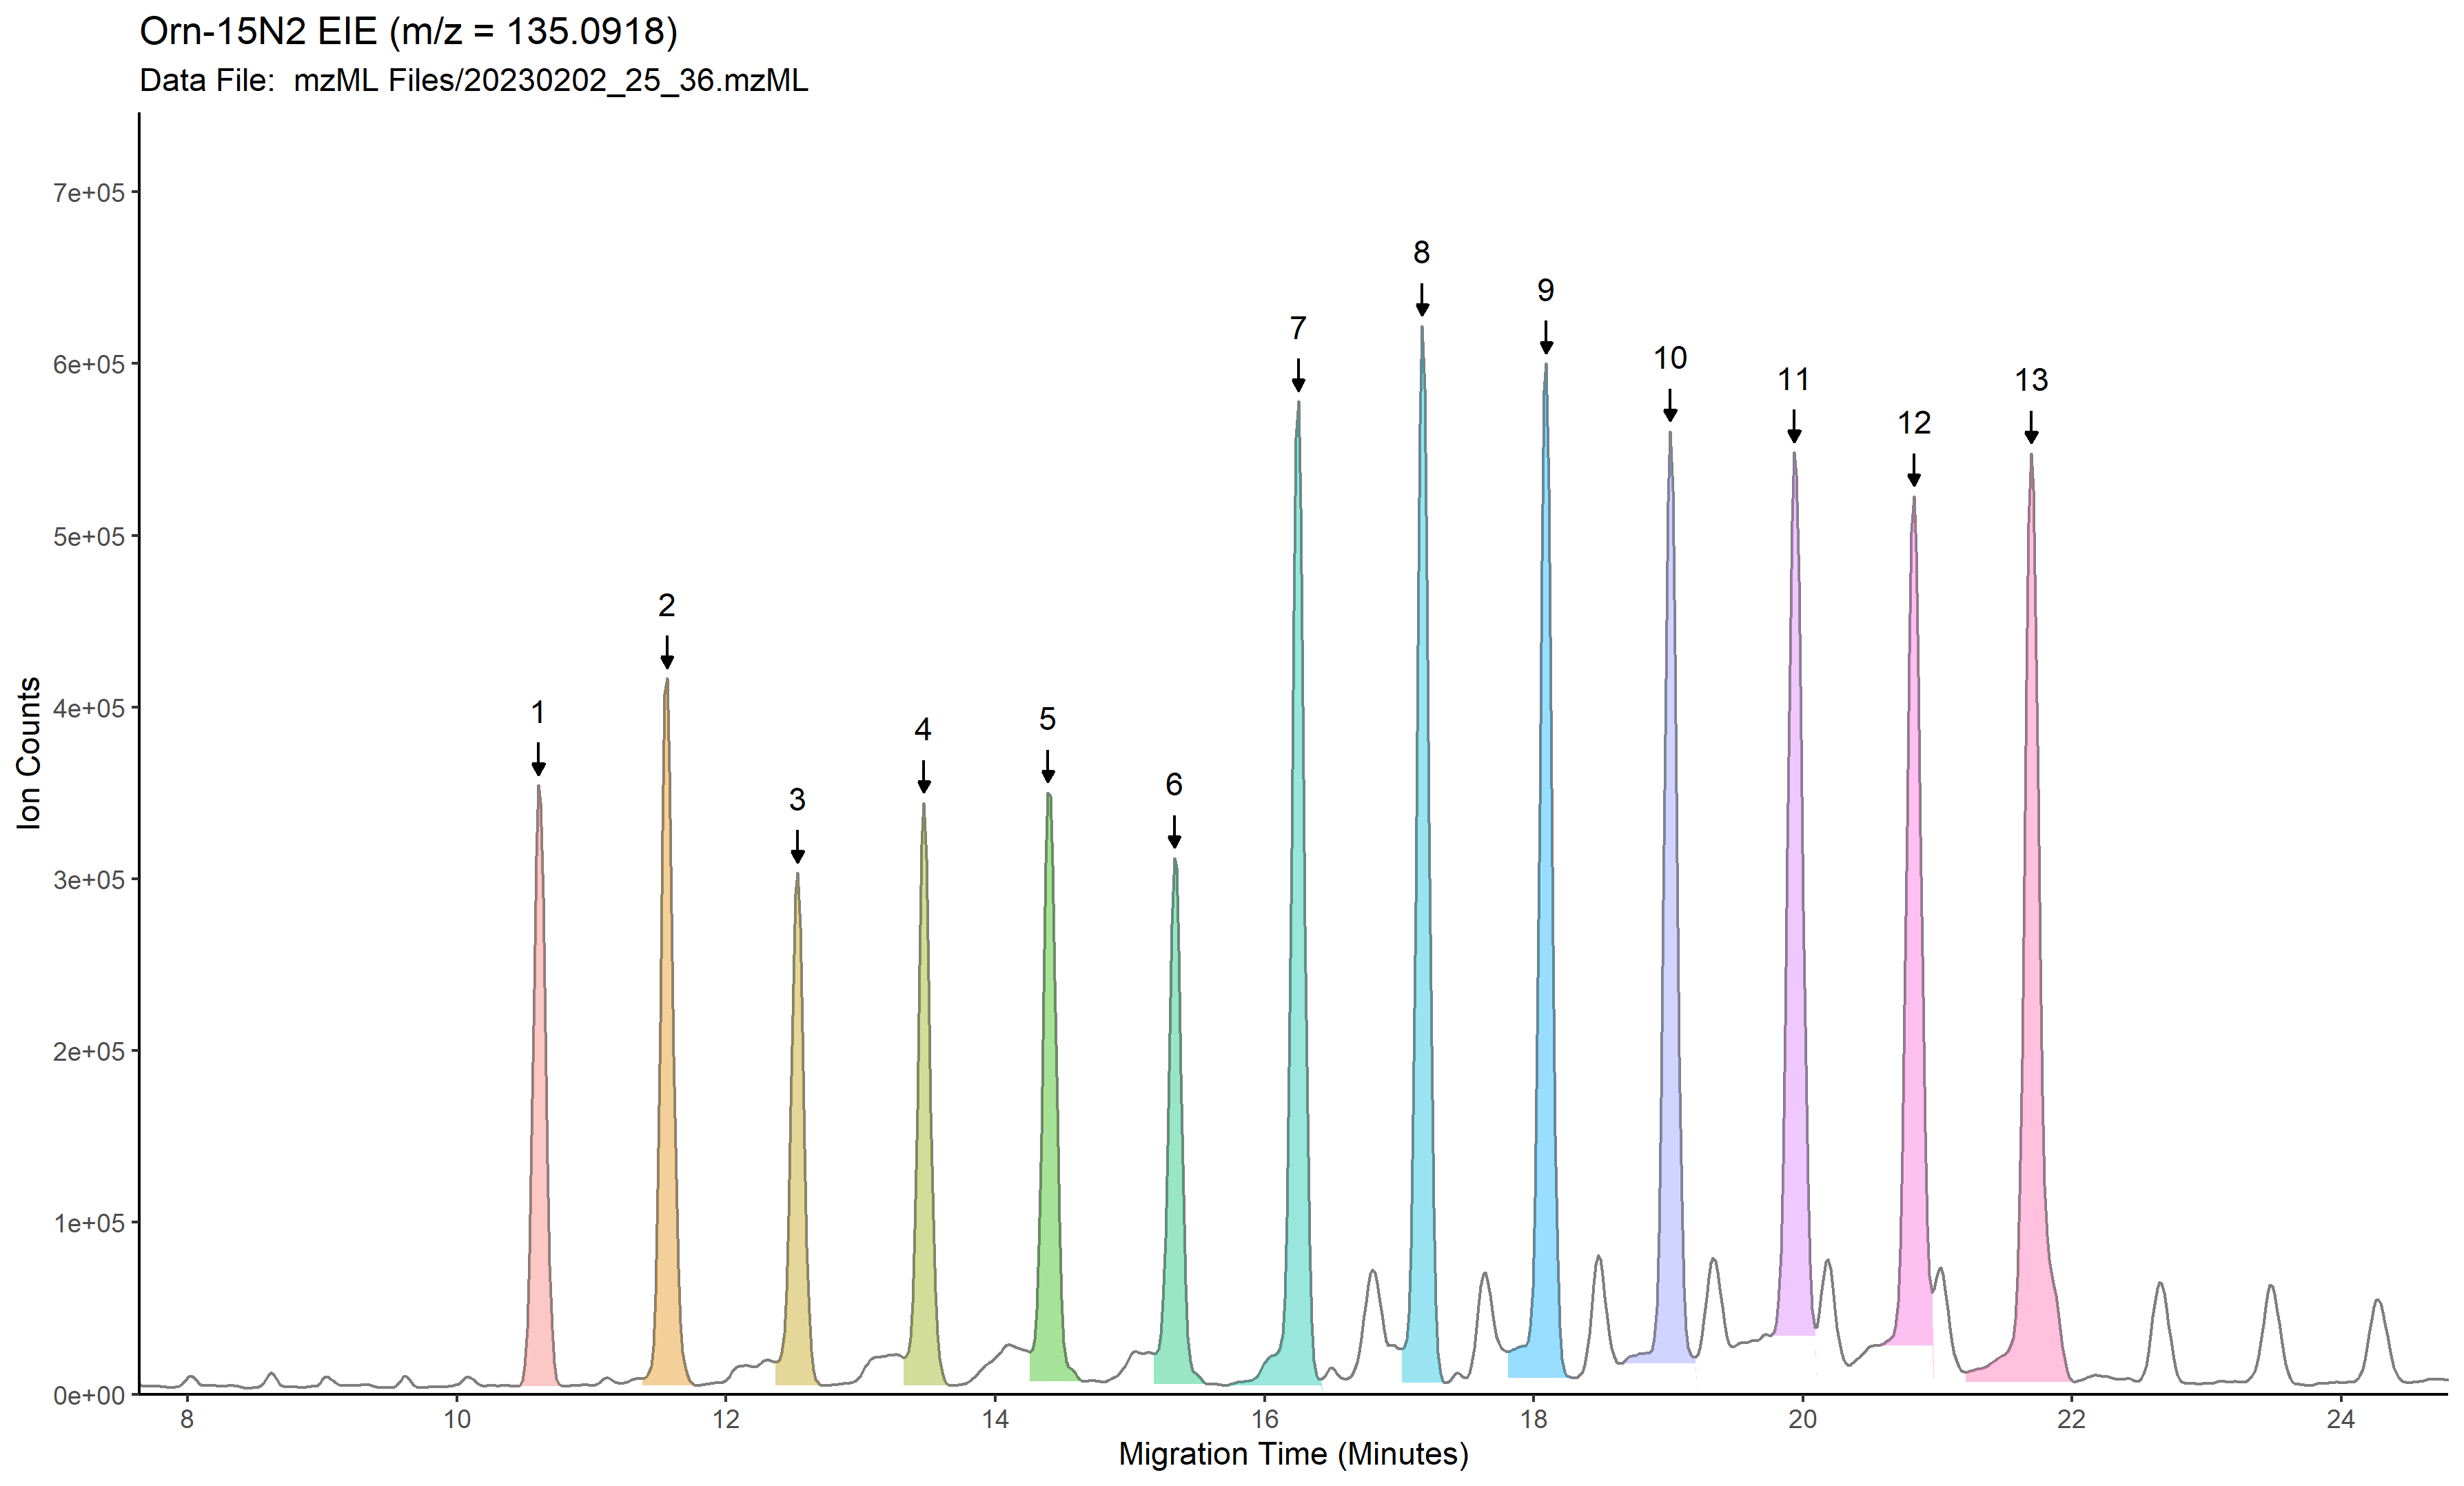 Orn-15N2 EIE (m/z = 135.0918)
Data File:  mzML Files/20230202_25_36.mzML
7e+05
6e+05
5e+05
4e+05
3e+05
2e+05
1e+05
0e+00
Ion Counts
1
2
3
4
5
6
7
8
9
10
11
12
13
8 10 12 14 16 18 20 22 24
Migration Time (Minutes)